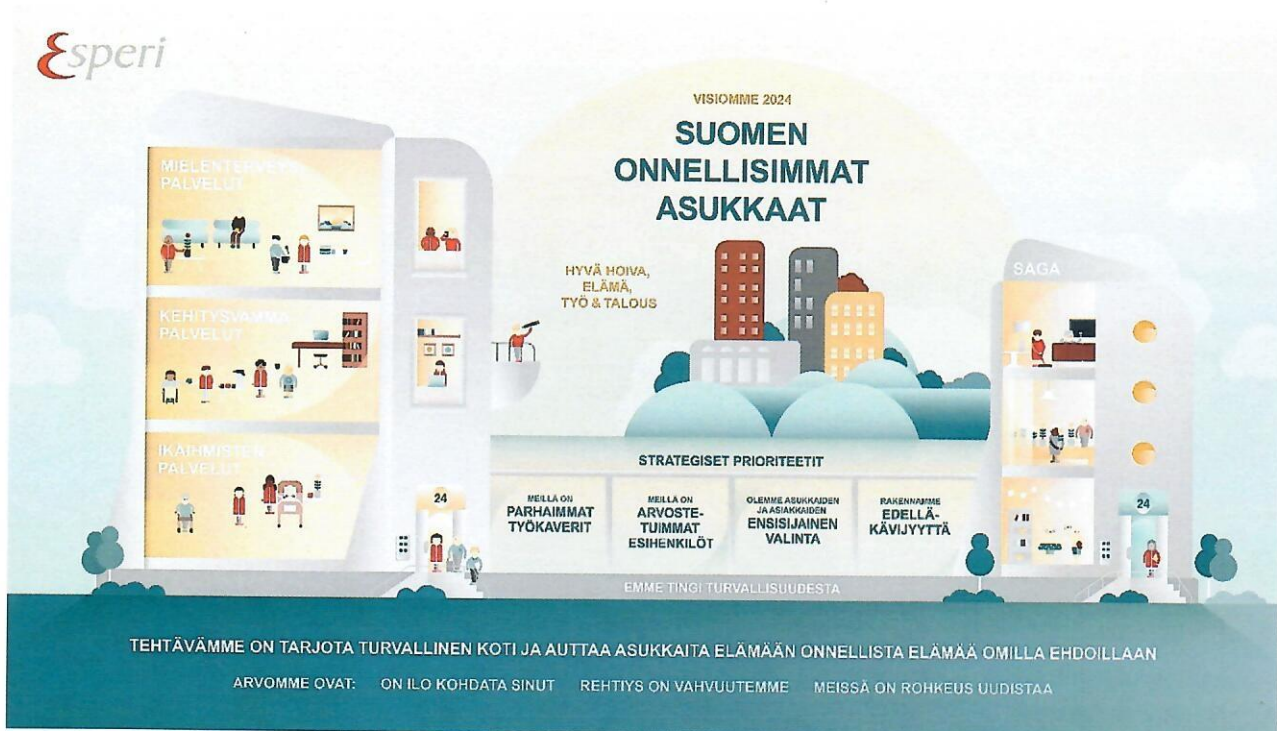 Esperi
VISIOMME 2024
SUOMEN
ONNELLISIMMAT
ASUKKAAT
HYVÄ HOIVA,
ELÄMÄ,
TYÖ & TALOUS
MIELENTERVEYS
PALVELUT
KEHITYSVAMMA
PALVELUT
IKÄIHMISTEN
PALVELUT
24
SAGA
24
STRATEGISET PRIORITEETIT
MEILLÄ ON
PARHAIMMAT
TYÖKAVERIT
MEILLÄ ON
ARVOSTE-
TUIMMAT
ESIHENKILÖT
OLEMME ASUKKAIDEN
JA ASIAKKAIDEN
ENSISIJAINEN
VALINTA
RAKENNAMME
EDELLÄ-
KÄVIJYYTTÄ
EMME TINGI TURVALLISUUDESTA
TEHTÄVÄMME ON TARJOTA TURVALLINEN KOTI JA AUTTAA ASUKKAITA ELÄMÄÄN ONNELLISTA ELÄMÄÄ OMILLA EHDOILLAAN
ARVOMME OVAT: ON ILO KOHDATA SINUT REHTIYS ON VAHVUUTEMME MEISSÄ ON ROHKEUS UUDISTAA